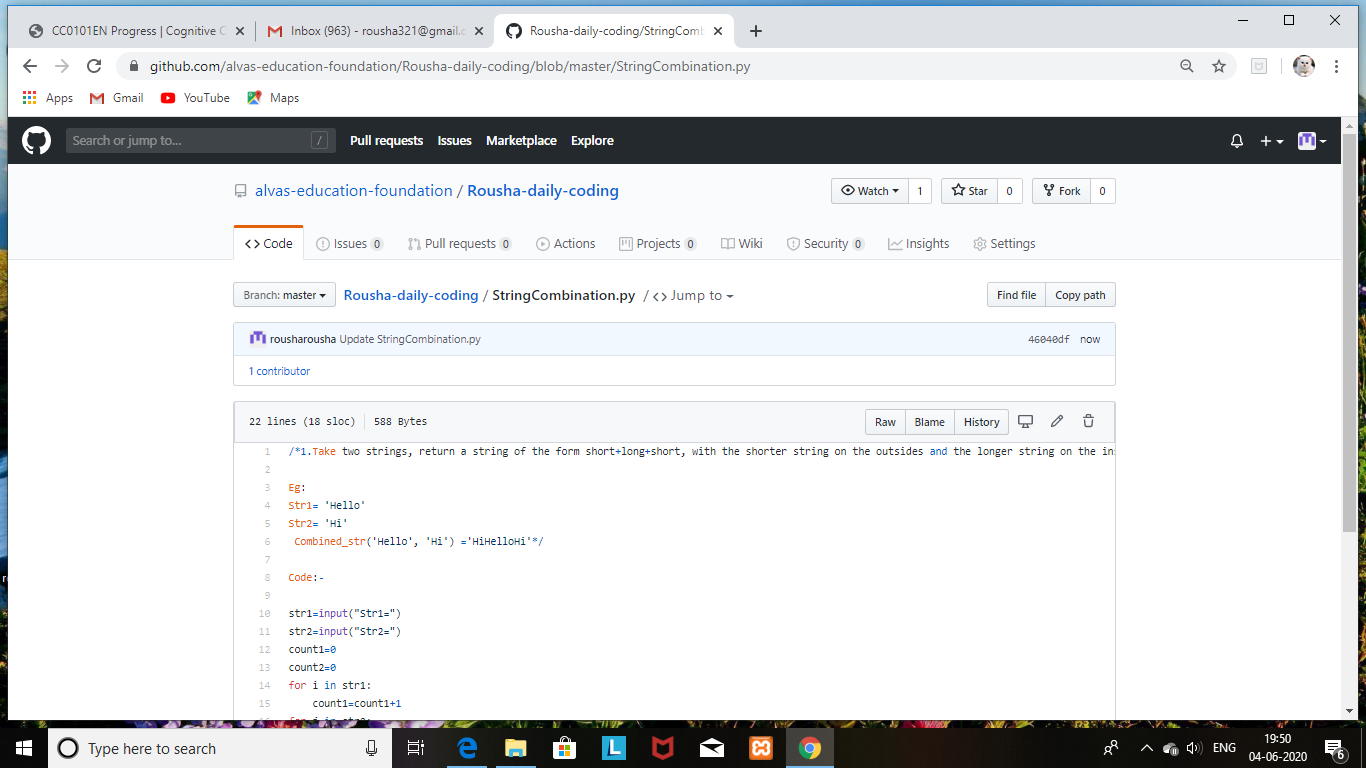 CC0101EN Progress | Cognitive C
Inbox (963) - rousha321@gmail.c
Rousha-daily-coding/StringComb
github.com/alvas-education-foundation/Rousha-daily-coding/blob/master/StringCombination.py
Apps Gmail YouTube Maps
Search or jump to... /
Pull requests Issues Marketplace Explore
alvas-education-foundation / Rousha-daily-coding
Watch 1 Star 0 Fork 0
Code Issues 0 Pull requests 0 Actions Projects 0 Wiki Security 0 Insights Settings
Branch: master Rousha-daily-coding / StringCombination.py / <> Jump to
Find file Copy path
rousharousha Update StringCombination.py 46040df now
1 contributor
22 lines (18 sloc) 588 Bytes Raw Blame History
1 /*1.Take two strings, return a string of the form short+long+short, with the shorter string on the outsides and the longer string on the in
2
3 Eg:
4 Str1= 'Hello'
5 Str2= 'Hi'
6 Combined_str('Hello', 'Hi') ='HiHelloHi'*/
7
8 Code:-
9
10 str1=input("Str1=")
11 str2=input("Str2=")
12 count1=0
13 count2=0
14 for i in str1:
15 count1=count1+1
Type here to search
L
ENG
19:50
04-06-2020
6